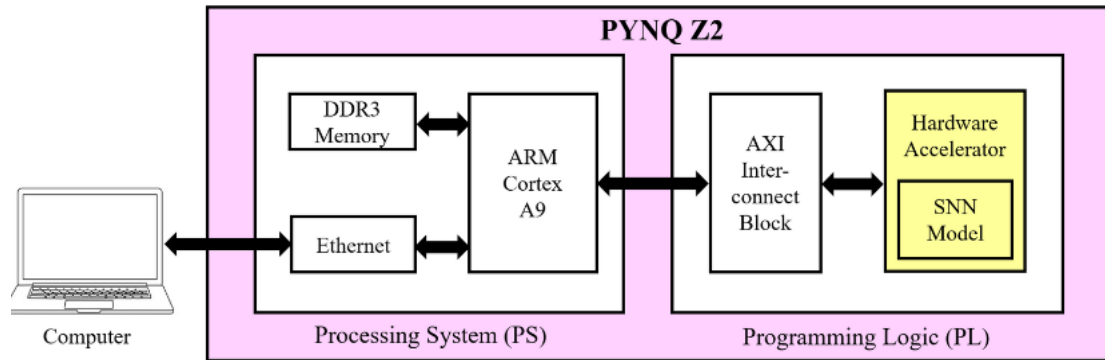 PYNQ Z2
DDR3
Memory
Ethernet
ARM
Cortex
A9
AXI
Inter-
connect
Block
Hardware
Accelerator
SNN
Model
Computer
Processing System (PS)
Programming Logic (PL)